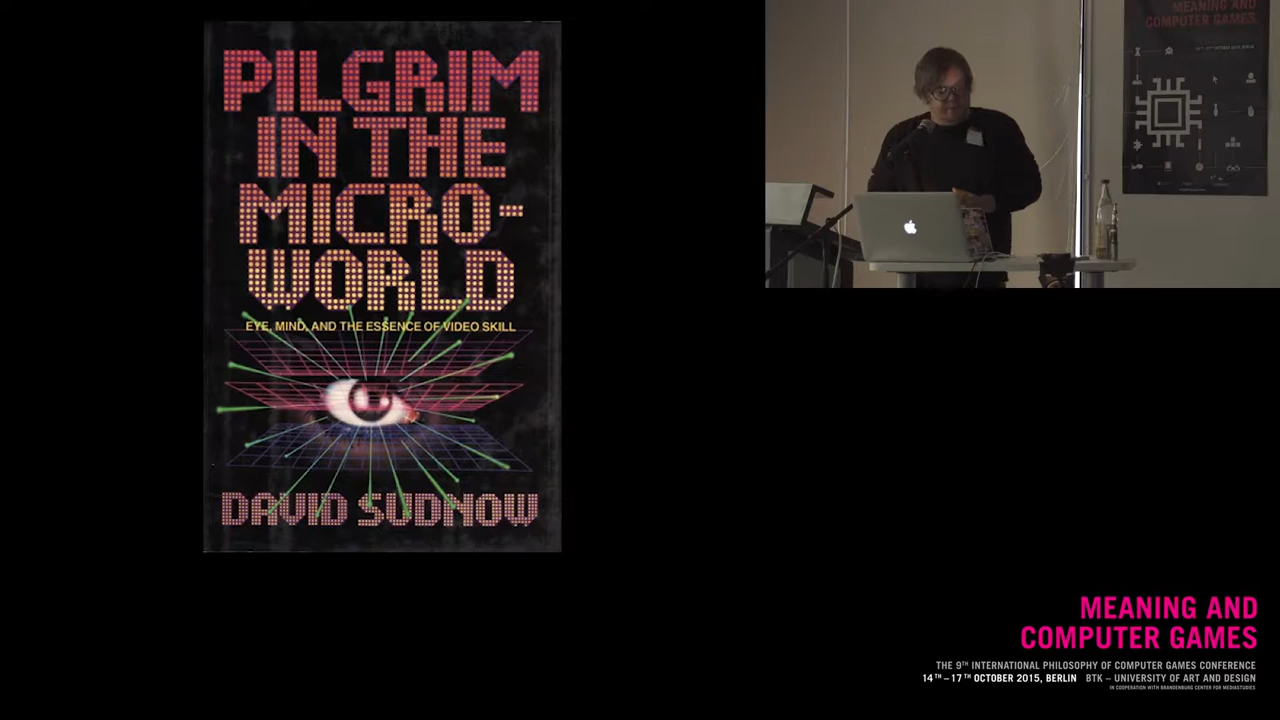 PILGRIM
IN THE
MICRO-
WORLD
EYE, MIND, AND THE ESSENCE OF VIDEO SKILL
DAVID SUDNOW
MEANING AND
COMPUTER GAMES
MEANING AND
COMPUTER GAMES
THE 9TH INTERNATIONAL PHILOSOPHY OF COMPUTER GAMES CONFERENCE
14TH – 17TH OCTOBER 2015, BERLIN BTK – UNIVERSITY OF ART AND DESIGN
IN COOPERATION WITH BRANDENBURG CENTER FOR MEDIASTUDIES